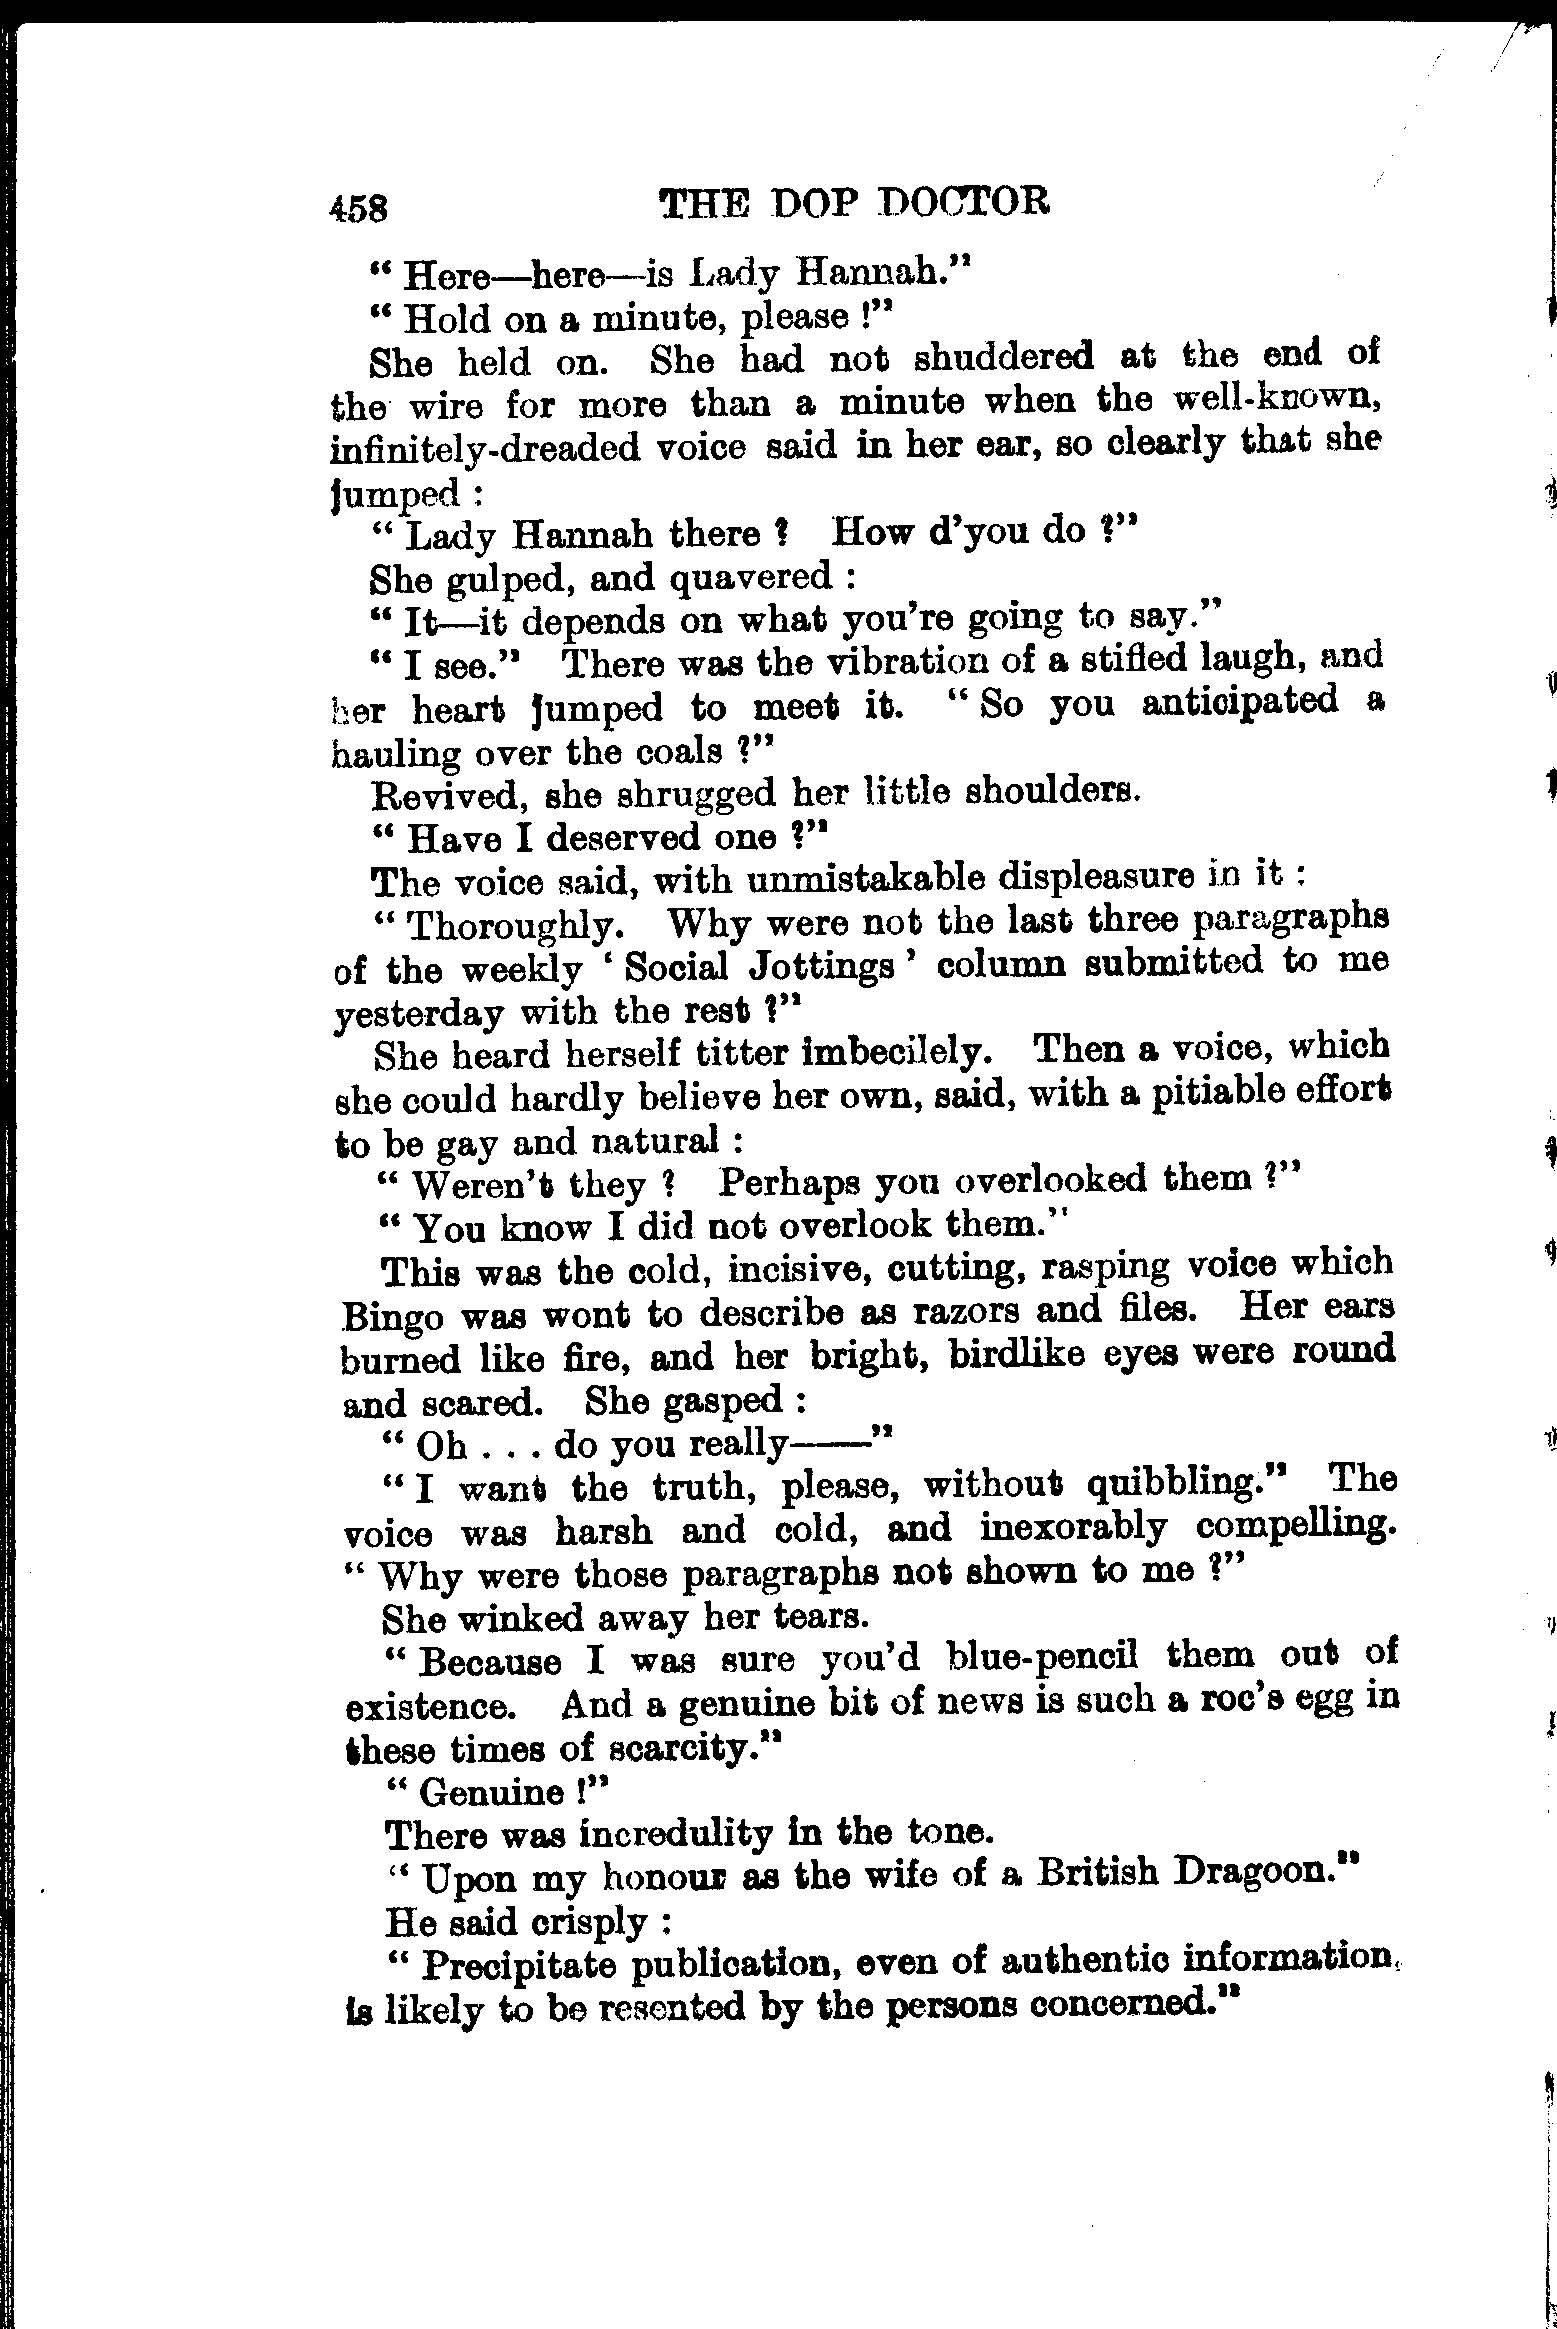 458 THE DOP DOCTOR
“ Here—here—is Lady Hannah.”
“ Hold on a minute, please !”
She held on. She had not shuddered at the end of
the wire for more than a minute when the well-known,
infinitely-dreaded voice said in her ear, so clearly that she
jumped :
“ Lady Hannah there ? How d’you do ?”
She gulped, and quavered :
“ It—it depends on what you’re going to say.”
“ I see.” There was the vibration of a stifled laugh, and
her heart jumped to meet it. “ So you anticipated a
hauling over the coals ?”
Revived, she shrugged her little shoulders.
“ Have I deserved one ?”
The voice said, with unmistakable displeasure in it :
“ Thoroughly. Why were not the last three paragraphs
of the weekly ‘ Social Jottings ’ column submitted to me
yesterday with the rest ?”
She heard herself titter imbecilely. Then a voice, which
she could hardly believe her own, said, with a pitiable effort
to be gay and natural :
“ Weren’t they ? Perhaps you overlooked them ?”
“ You know I did not overlook them.”
This was the cold, incisive, cutting, rasping voice which
Bingo was wont to describe as razors and files. Her ears
burned like fire, and her bright, birdlike eyes were round
and scared. She gasped :
“ Oh . . . do you really——”
“ I want the truth, please, without quibbling.” The
voice was harsh and cold, and inexorably compelling.
“ Why were those paragraphs not shown to me ?”
She winked away her tears.
“ Because I was sure you’d blue-pencil them out of
existence. And a genuine bit of news is such a roc’s egg in
these times of scarcity.”
“ Genuine !”
There was incredulity in the tone.
“ Upon my honour as the wife of a British Dragoon.”
He said crisply :
“ Precipitate publication, even of authentic information,
is likely to be resented by the persons concerned.”